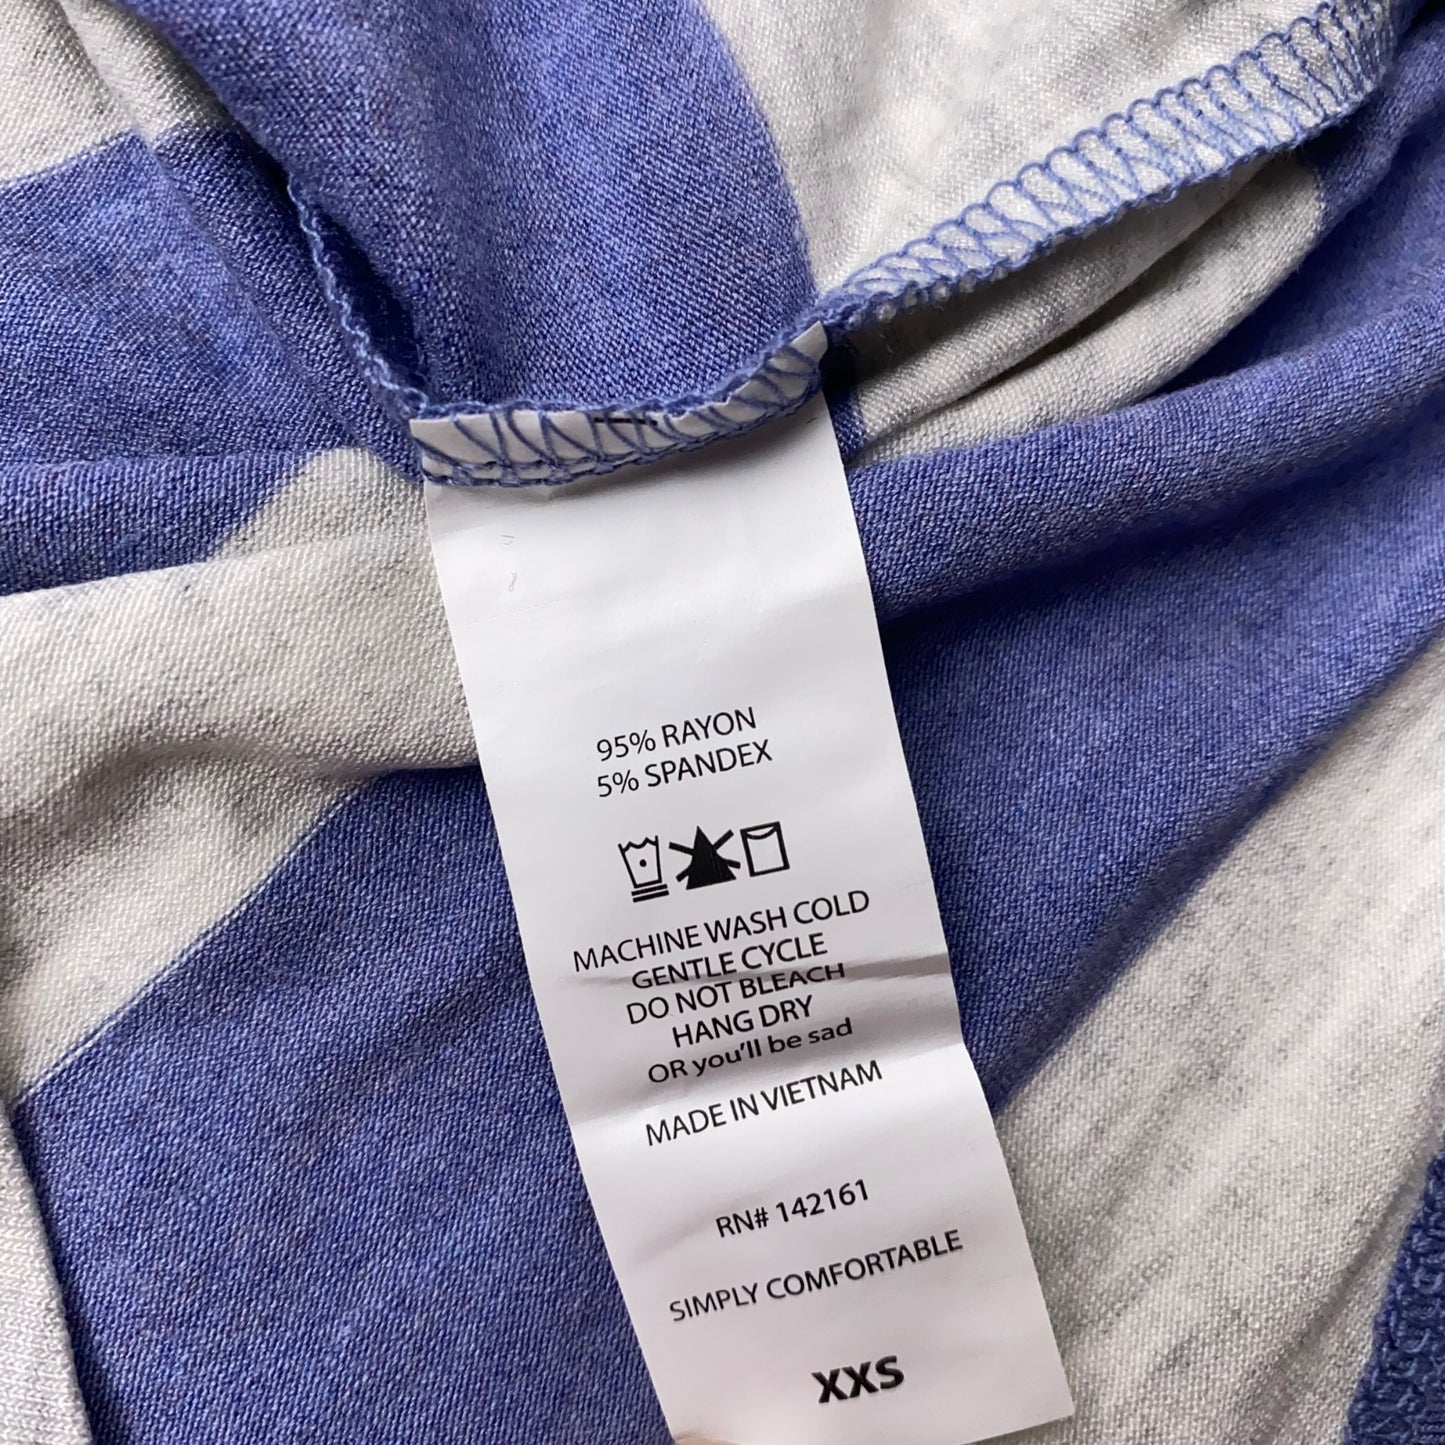 95% RAYON
5% SPANDEX
MACHINE WASH COLD
GENTLE CYCLE
DO NOT BLEACH
HANG DRY
OR you'll be sad
MADE IN VIETNAM
RN# 142161
SIMPLY COMFORTABLE
XXS